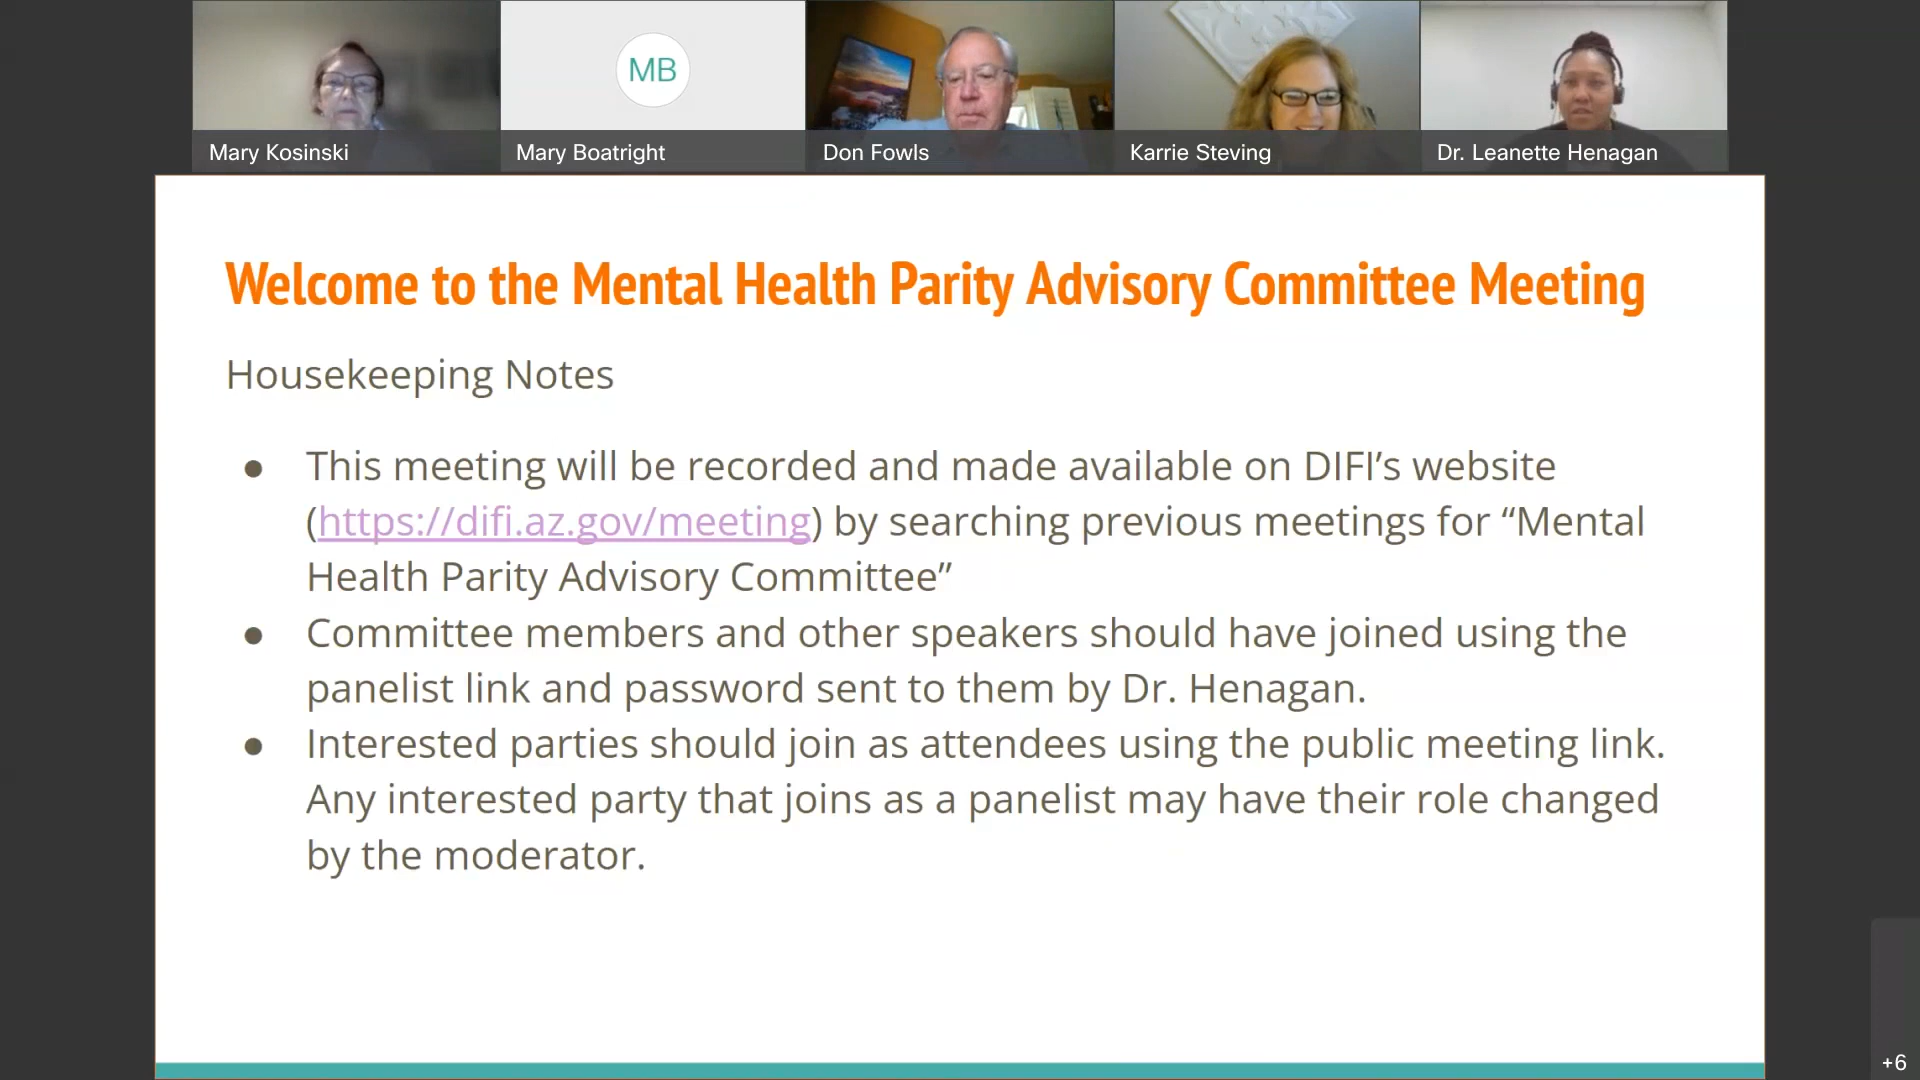 MB
Mary Kosinski
Mary Boatright
Don Fowls
Karrie Steving
Dr. Leanette Henagan
Welcome to the Mental Health Parity Advisory Committee Meeting
Housekeeping Notes
● This meeting will be recorded and made available on DIFI’s website
(https://difi.az.gov/meeting) by searching previous meetings for “Mental
Health Parity Advisory Committee”
● Committee members and other speakers should have joined using the
panelist link and password sent to them by Dr. Henagan.
● Interested parties should join as attendees using the public meeting link.
Any interested party that joins as a panelist may have their role changed
by the moderator.
+6